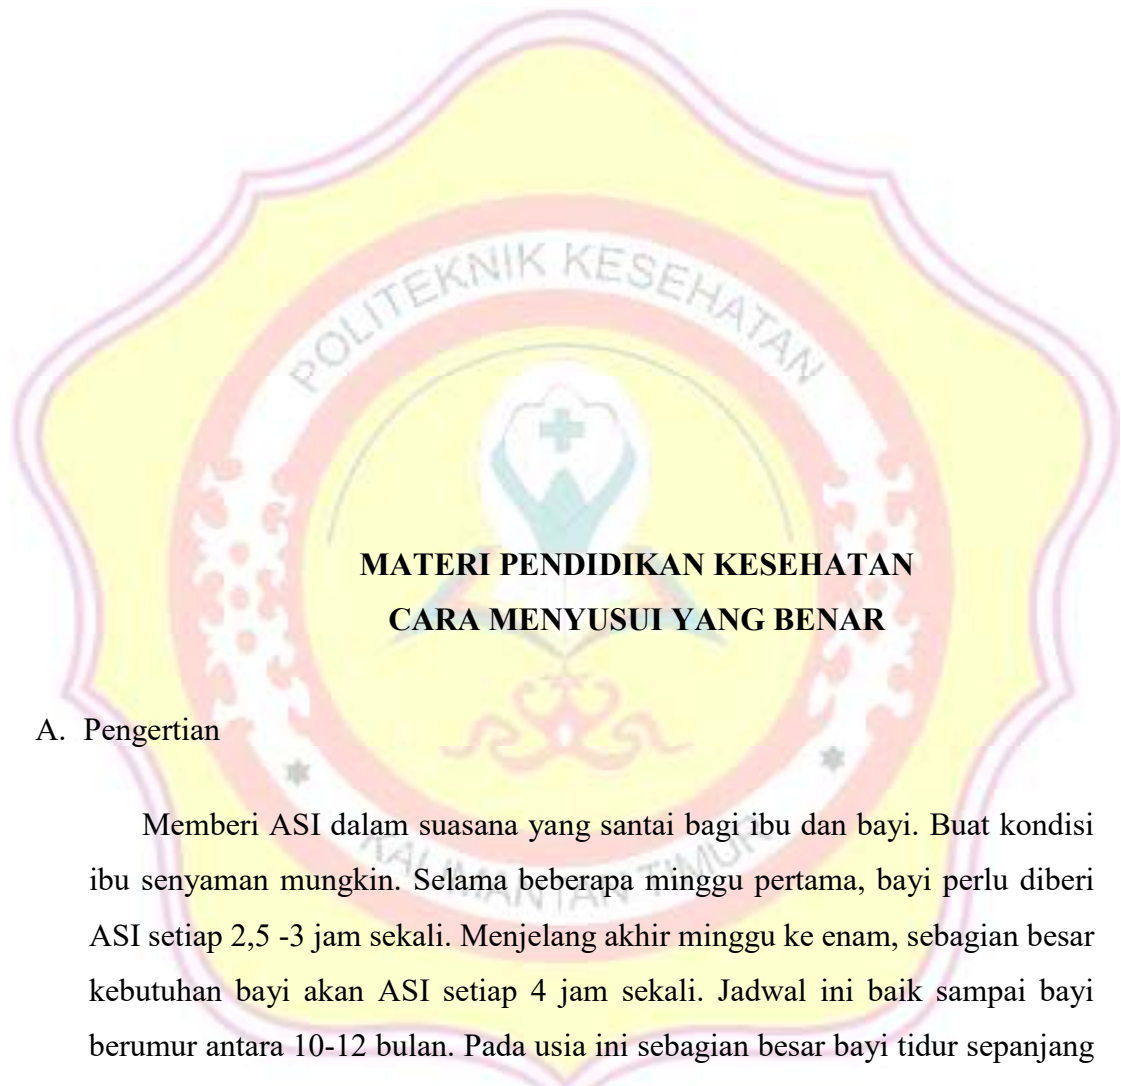 POLITEKNIK KESEHATAN
MATERI PENDIDIKAN KESEHATAN
CARA MENYUSUI YANG BENAR
A. Pengertian
Memberi ASI dalam suasana yang santai bagi ibu dan bayi. Buat kondisi
KALIMANTAN TIMUR
ibu senyaman mungkin. Selama beberapa minggu pertama, bayi perlu diberi
ASI setiap 2,5 -3 jam sekali. Menjelang akhir minggu ke enam, sebagian besar
kebutuhan bayi akan ASI setiap 4 jam sekali. Jadwal ini baik sampai bayi
berumur antara 10-12 bulan. Pada usia ini sebagian besar bayi tidur sepanjang